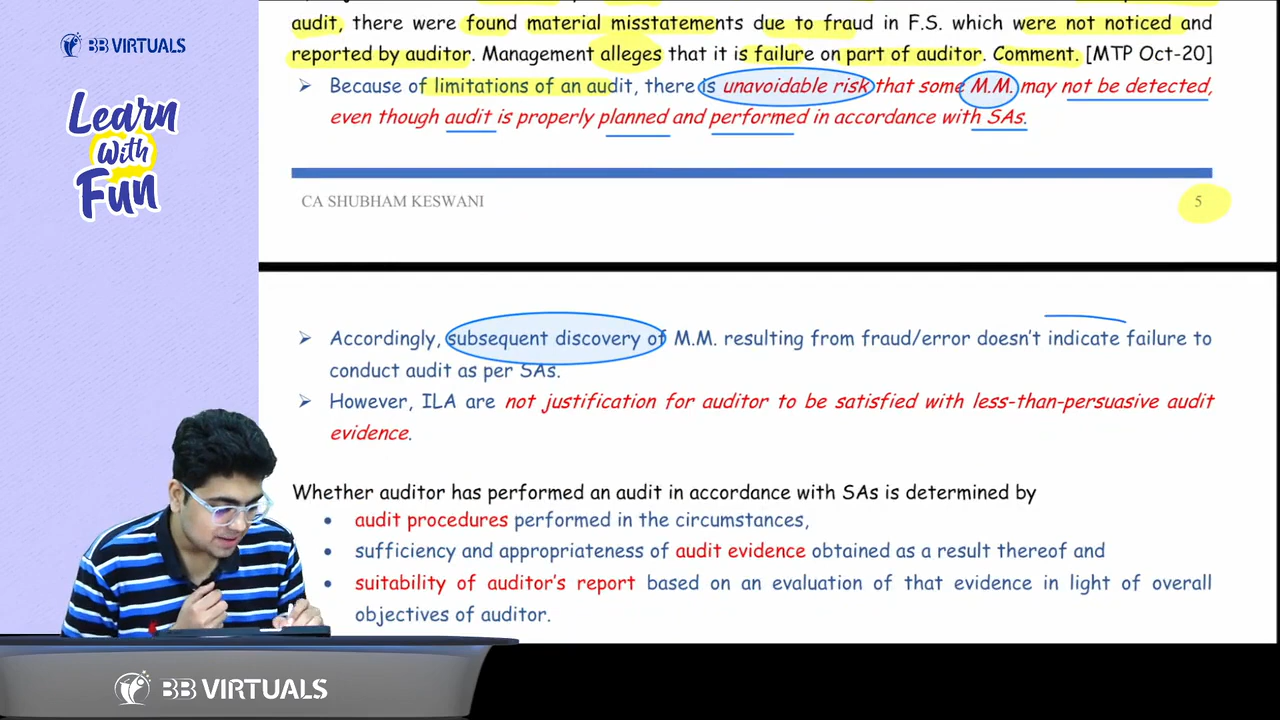 BB VIRTUALS
Learn
With
Fun
audit, there were found material misstatements due to fraud in F.S. which were not noticed and
reported by auditor. Management alleges that it is failure on part of auditor. Comment. [MTP Oct-20]
➤ Because of limitations of an audit, there is unavoidable risk that some M.M. may not be detected,
even though audit is properly planned and performed in accordance with SAs.
CA SHUBHAM KESWANI
5
➤ Accordingly, subsequent discovery of M.M. resulting from fraud/error doesn't indicate failure to
conduct audit as per SAs.
➤ However, ILA are not justification for auditor to be satisfied with less-than-persuasive audit
evidence.
Whether auditor has performed an audit in accordance with SAs is determined by
• audit procedures performed in the circumstances,
• sufficiency and appropriateness of audit evidence obtained as a result thereof and
• suitability of auditor's report based on an evaluation of that evidence in light of overall
objectives of auditor.
BB VIRTUALS